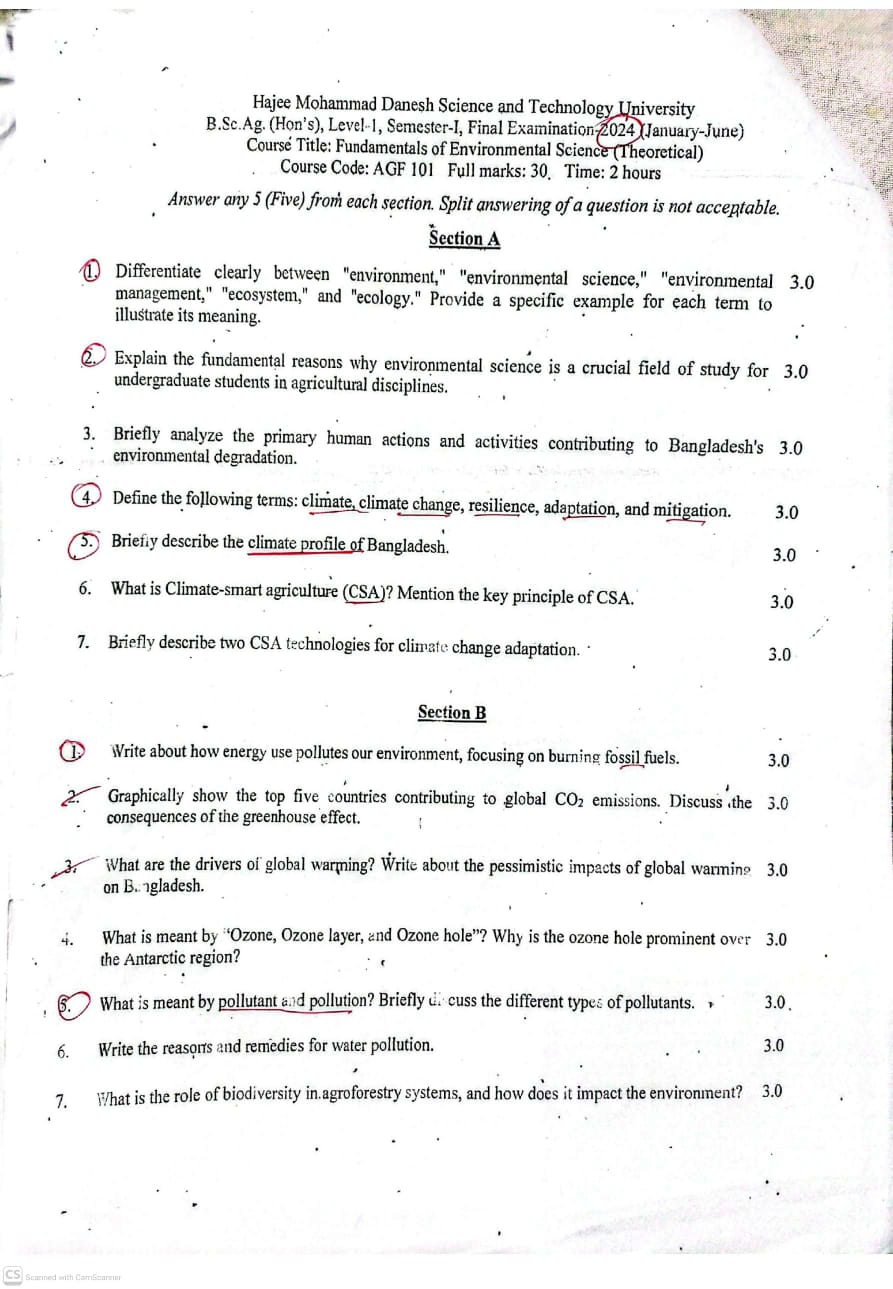 Hajee Mohammad Danesh Science and Technology University
B.Sc.Ag. (Hon's), Level-1, Semester-I, Final Examination-2024 (January-June)
Course Title: Fundamentals of Environmental Science (Theoretical)
Course Code: AGF 101 Full marks: 30. Time: 2 hours
Answer any 5 (Five) from each section. Split answering of a question is not acceptable.
Section A
1. Differentiate clearly between "environment," "environmental science," "environmental 3.0
management," "ecosystem," and "ecology." Provide a specific example for each term to
illustrate its meaning.
2. Explain the fundamental reasons why environmental science is a crucial field of study for 3.0
undergraduate students in agricultural disciplines.
3. Briefly analyze the primary human actions and activities contributing to Bangladesh's 3.0
environmental degradation.
4. Define the following terms: climate, climate change, resilience, adaptation, and mitigation. 3.0
5. Briefly describe the climate profile of Bangladesh. 3.0
6. What is Climate-smart agriculture (CSA)? Mention the key principle of CSA. 3.0
7. Briefly describe two CSA technologies for climate change adaptation. 3.0
Section B
1. Write about how energy use pollutes our environment, focusing on burning fossil fuels. 3.0
2. Graphically show the top five countries contributing to global CO₂ emissions. Discuss the 3.0
consequences of the greenhouse effect.
3. What are the drivers of global warming? Write about the pessimistic impacts of global warming 3.0
on Bangladesh.
4. What is meant by "Ozone, Ozone layer, and Ozone hole"? Why is the ozone hole prominent over 3.0
the Antarctic region?
5. What is meant by pollutant and pollution? Briefly discuss the different types of pollutants. 3.0
6. Write the reasons and remedies for water pollution. 3.0
7. What is the role of biodiversity in agroforestry systems, and how does it impact the environment? 3.0
CS Scanned with CamScanner